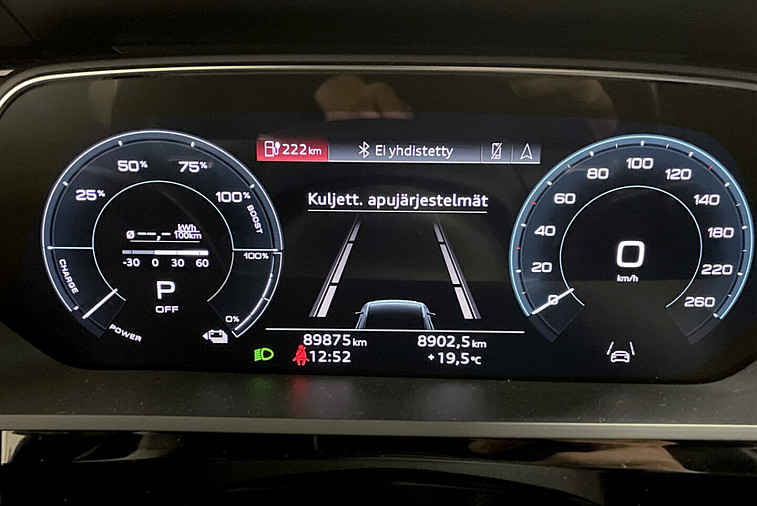 222 km
Ei yhdistetty
Kuljett. apujärjestelmät
25%
50%
75%
100%
BOOST
CHARGE
POWER
100%
0%
ø --,- kWh
100km
-30 0 30 60
P
OFF
0
20
40
60
80
100
120
140
180
220
260
0
km/h
89875 km
8902,5 km
12:52
+19,5 °C